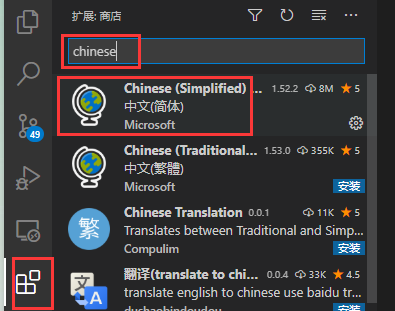 扩展: 商店
chinese
Chinese (Simplified) ... 1.52.2 8M 5
中文(简体)
Microsoft
49
Chinese (Traditional... 1.53.0 355K 5
中文(繁體)
Microsoft 安装
繁 Chinese Translation 0.0.1 11K 5
Translates between Traditional and Simp...
Compulim 安装
翻译(translate to chi... 0.0.4 33K 4.5
文 A
translate english to chinese use baidu tr...
安装